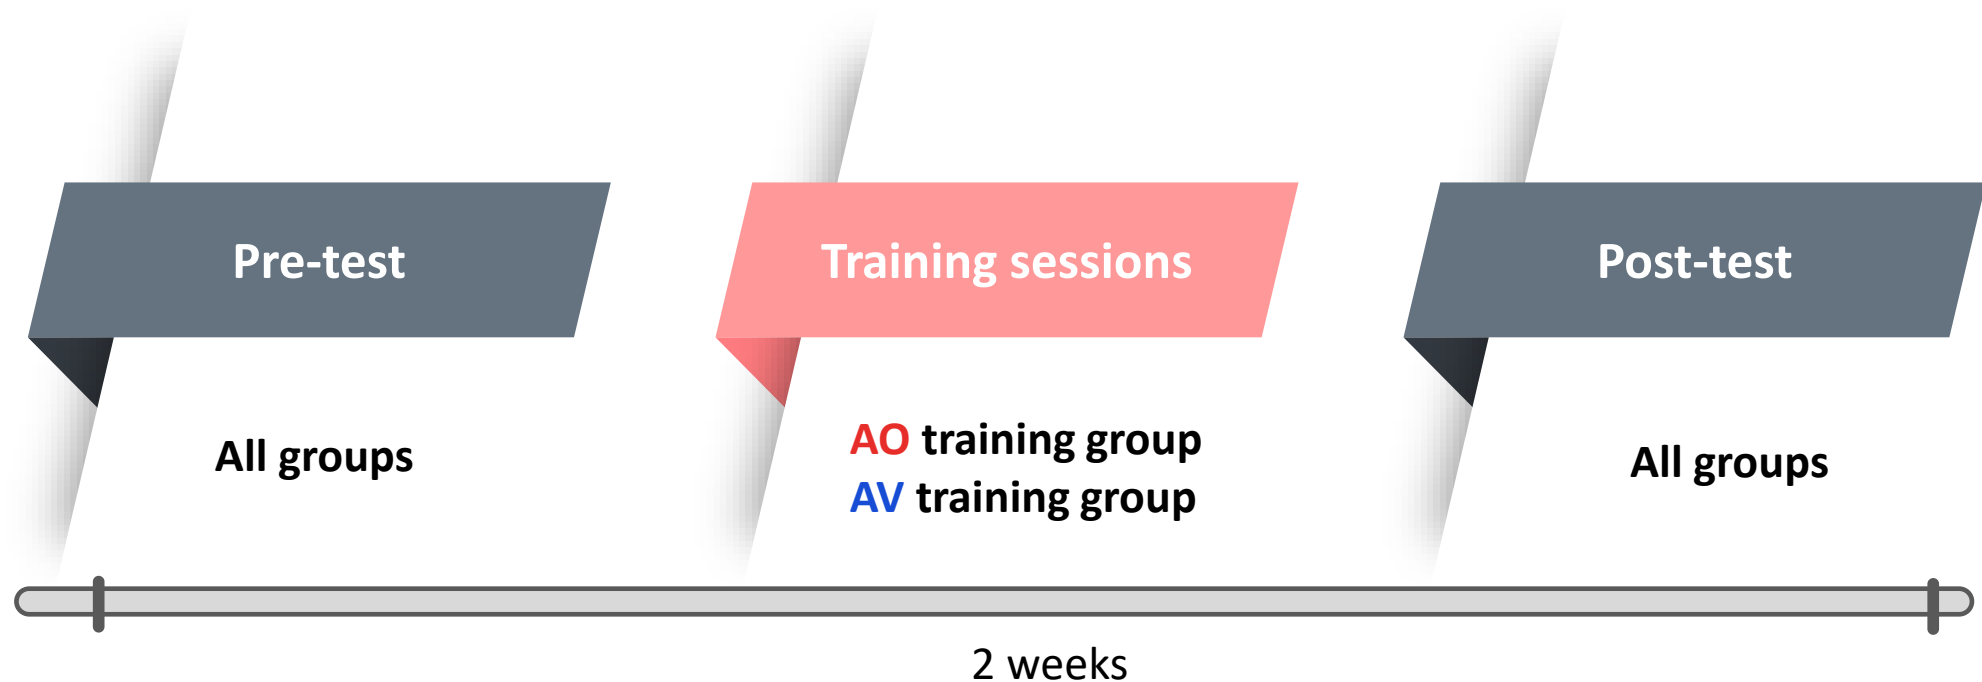 Pre-test
Training sessions
Post-test
All groups
AO training group
AV training group
All groups
2 weeks